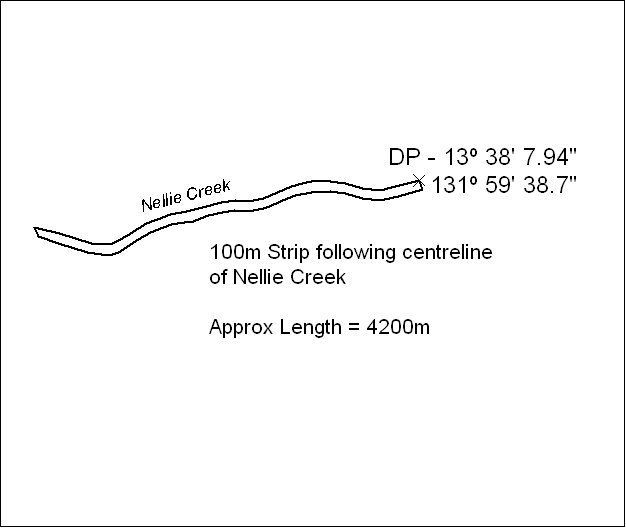 DP - 13º 38' 7.94"
131º 59' 38.7"
Nellie Creek
100m Strip following centreline
of Nellie Creek
Approx Length = 4200m